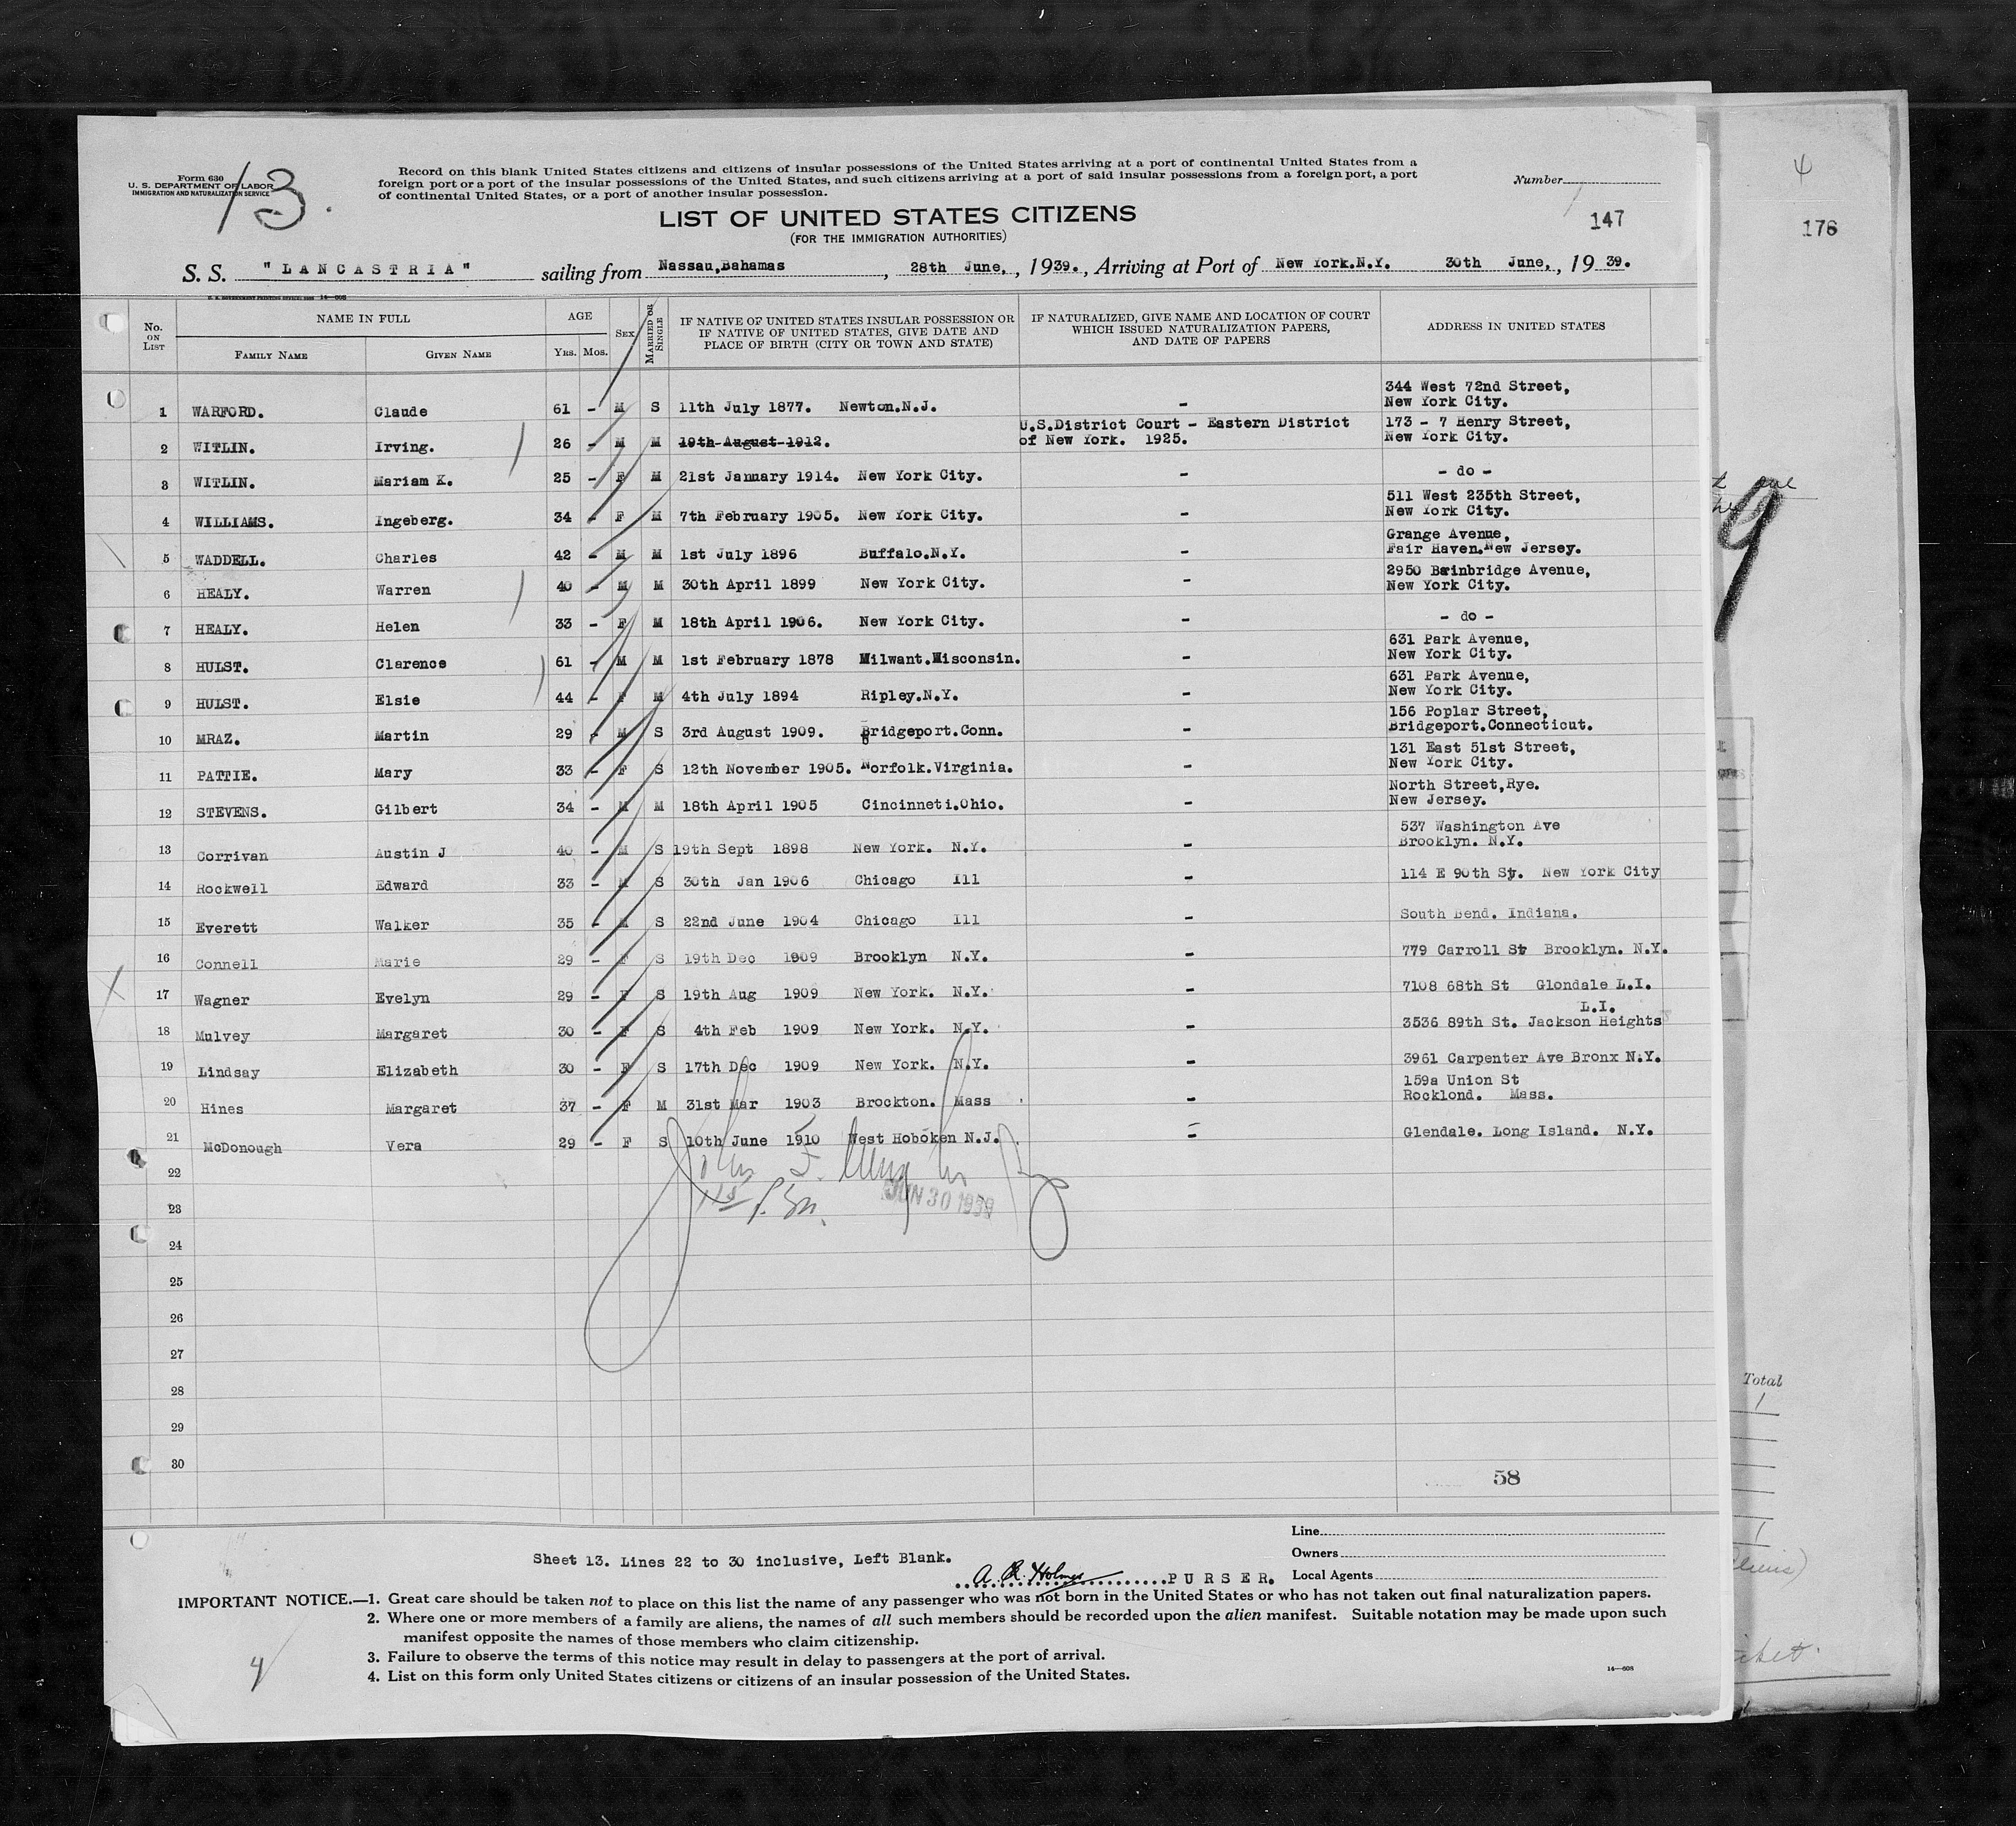 Form 630
U. S. DEPARTMENT OF LABOR
IMMIGRATION AND NATURALIZATION SERVICE
13.
Record on this blank United States citizens and citizens of insular possessions of the United States arriving at a port of continental United States from a
foreign port or a port of the insular possessions of the United States, and such citizens arriving at a port of said insular possessions from a foreign port, a port
of continental United States, or a port of another insular possession.
Number
4
LIST OF UNITED STATES CITIZENS
(FOR THE IMMIGRATION AUTHORITIES)
147
176
S. S. "LANCASTRIA" sailing from Nassau,Bahamas, 28th June,, 1939., Arriving at Port of New York.N.Y. 30th June,, 1939.
No. ON LIST
NAME IN FULL
FAMILY NAME GIVEN NAME
AGE
YRS. MOS.
SEX
MARRIED OR SINGLE
IF NATIVE OF UNITED STATES INSULAR POSSESSION OR
IF NATIVE OF UNITED STATES, GIVE DATE AND
PLACE OF BIRTH (CITY OR TOWN AND STATE)
IF NATURALIZED, GIVE NAME AND LOCATION OF COURT
WHICH ISSUED NATURALIZATION PAPERS,
AND DATE OF PAPERS
ADDRESS IN UNITED STATES
1 WARFORD. Claude 61 - M S 11th July 1877. Newton.N.J. - 344 West 72nd Street,
New York City.
2 WITLIN. Irving. 26 - M M 19th August 1912. U.S.District Court - Eastern District
of New York. 1925. 173 - 7 Henry Street,
New York City.
3 WITLIN. Mariam K. 25 - F M 21st January 1914. New York City. - - do -
4 WILLIAMS. Ingeberg. 34 - F M 7th February 1905. New York City. - 511 West 235th Street,
New York City.
5 WADDELL. Charles 42 - M M 1st July 1896 Buffalo.N.Y. - Grange Avenue,
Fair Haven.New Jersey.
6 HEALY. Warren 40 - M M 30th April 1899 New York City. - 2950 Bainbridge Avenue,
New York City.
7 HEALY. Helen 33 - F M 18th April 1906. New York City. - - do -
8 HULST. Clarence 61 - M M 1st February 1878 Milwant.Wisconsin. - 631 Park Avenue,
New York City.
9 HULST. Elsie 44 - F M 4th July 1894 Ripley.N.Y. - 631 Park Avenue,
New York City.
10 MRAZ. Martin 29 - M S 3rd August 1909. Bridgeport.Conn. - 156 Poplar Street,
Bridgeport.Connecticut.
11 PATTIE. Mary 33 - F S 12th November 1905. Norfolk.Virginia. - 131 East 51st Street,
New York City.
12 STEVENS. Gilbert 34 - M M 18th April 1905 Cincinneti.Ohio. - North Street,Rye.
New Jersey.
13 Corrivan Austin J 40 - M S 19th Sept 1898 New York. N.Y. - 537 Washington Ave
Brooklyn. N.Y.
14 Rockwell Edward 33 - M S 30th Jan 1906 Chicago Ill - 114 E 90th St. New York City
15 Everett Walker 35 - M S 22nd June 1904 Chicago Ill - South Bend. Indiana.
16 Connell Marie 29 - F S 19th Dec 1909 Brooklyn N.Y. - 779 Carroll St Brooklyn. N.Y.
17 Wagner Evelyn 29 - F S 19th Aug 1909 New York. N.Y. - 7108 68th St Glondale L.I.
L.I.
18 Mulvey Margaret 30 - F S 4th Feb 1909 New York. N.Y. - 3536 89th St. Jackson Heights
19 Lindsay Elizabeth 30 - F S 17th Dec 1909 New York. N.Y. - 3961 Carpenter Ave Bronx N.Y.
20 Hines Margaret 37 - F M 31st Mar 1903 Brockton. Mass - 159a Union St
Rocklond. Mass.
21 McDonough Vera 29 - F S 10th June 1910 West Hoboken N.J. - Glendale. Long Island. N.Y.
22
JUN 30 1939
23
24
25
26
27
28
29
30
58
Total
Sheet 13. Lines 22 to 30 inclusive, Left Blank.
A. R. Holmes PURSER.
Line
Owners
Local Agents
IMPORTANT NOTICE.—1. Great care should be taken not to place on this list the name of any passenger who was not born in the United States or who has not taken out final naturalization papers.
2. Where one or more members of a family are aliens, the names of all such members should be recorded upon the alien manifest. Suitable notation may be made upon such
manifest opposite the names of those members who claim citizenship.
3. Failure to observe the terms of this notice may result in delay to passengers at the port of arrival.
4. List on this form only United States citizens or citizens of an insular possession of the United States.
14—608
4